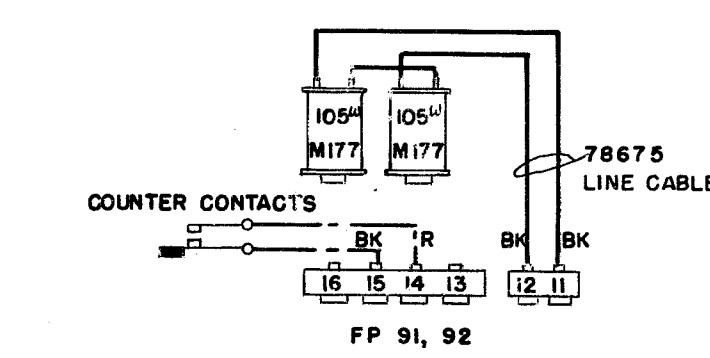 105ω 105ω
M177 M177
78675
LINE CABLE
COUNTER CONTACTS
BK R BK BK
16 15 14 13 12 11
FP 91, 92